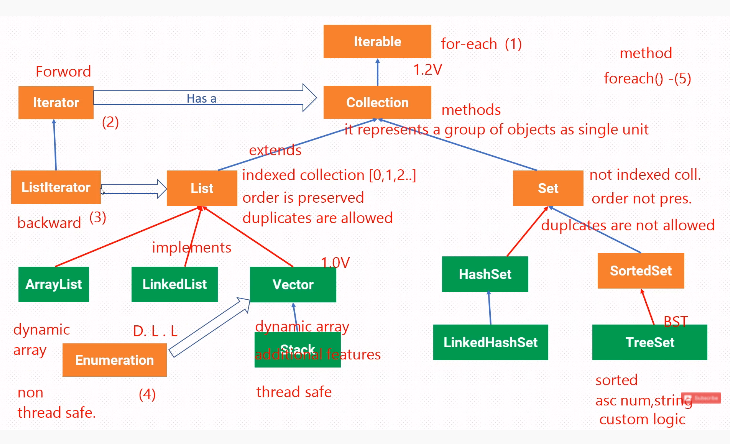 Iterable
for-each (1)
method
1.2V
foreach() -(5)
Forword
Iterator
Has a
Collection
methods
(2)
it represents a group of objects as single unit
extends
ListIterator
List
indexed collection [0,1,2..]
order is preserved
duplicates are allowed
Set
not indexed coll.
order not pres.
duplcates are not allowed
backward (3)
implements
1.0V
ArrayList
LinkedList
Vector
HashSet
SortedSet
dynamic
array
D. L . L
dynamic array
Stack
additional features
BST
Enumeration
LinkedHashSet
TreeSet
non
thread safe.
(4)
thread safe
sorted
asc num,string
custom logic
Subscribe